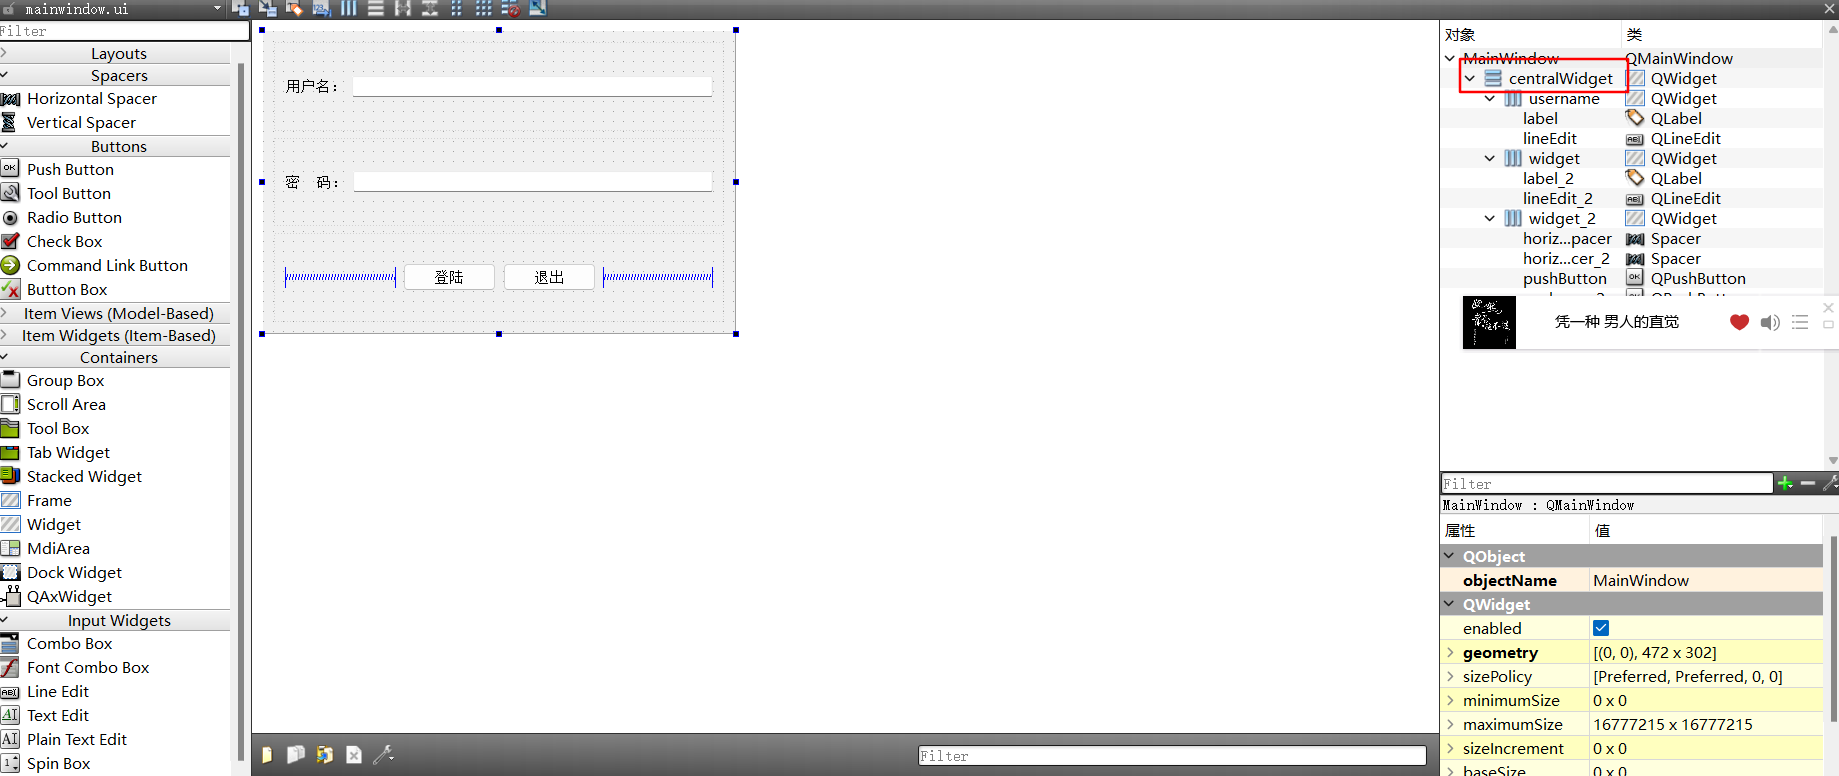 mainwindow.ui
Filter
Layouts
Spacers
Horizontal Spacer
Vertical Spacer
Buttons
Push Button
Tool Button
Radio Button
Check Box
Command Link Button
Button Box
Item Views (Model-Based)
Item Widgets (Item-Based)
Containers
Group Box
Scroll Area
Tool Box
Tab Widget
Stacked Widget
Frame
Widget
MdiArea
Dock Widget
QAxWidget
Input Widgets
Combo Box
Font Combo Box
Line Edit
Text Edit
Plain Text Edit
Spin Box
用户名：
密 码：
登陆 退出
Filter
对象 类
MainWindow QMainWindow
centralWidget QWidget
username QWidget
label QLabel
lineEdit QLineEdit
widget QWidget
label_2 QLabel
lineEdit_2 QLineEdit
widget_2 QWidget
horiz...pacer Spacer
horiz...cer_2 Spacer
pushButton QPushButton
凭一种 男人的直觉
Filter
MainWindow : QMainWindow
属性 值
QObject
objectName MainWindow
QWidget
enabled
geometry [(0, 0), 472 x 302]
sizePolicy [Preferred, Preferred, 0, 0]
minimumSize 0 x 0
maximumSize 16777215 x 16777215
sizeIncrement 0 x 0
baseSize 0 x 0